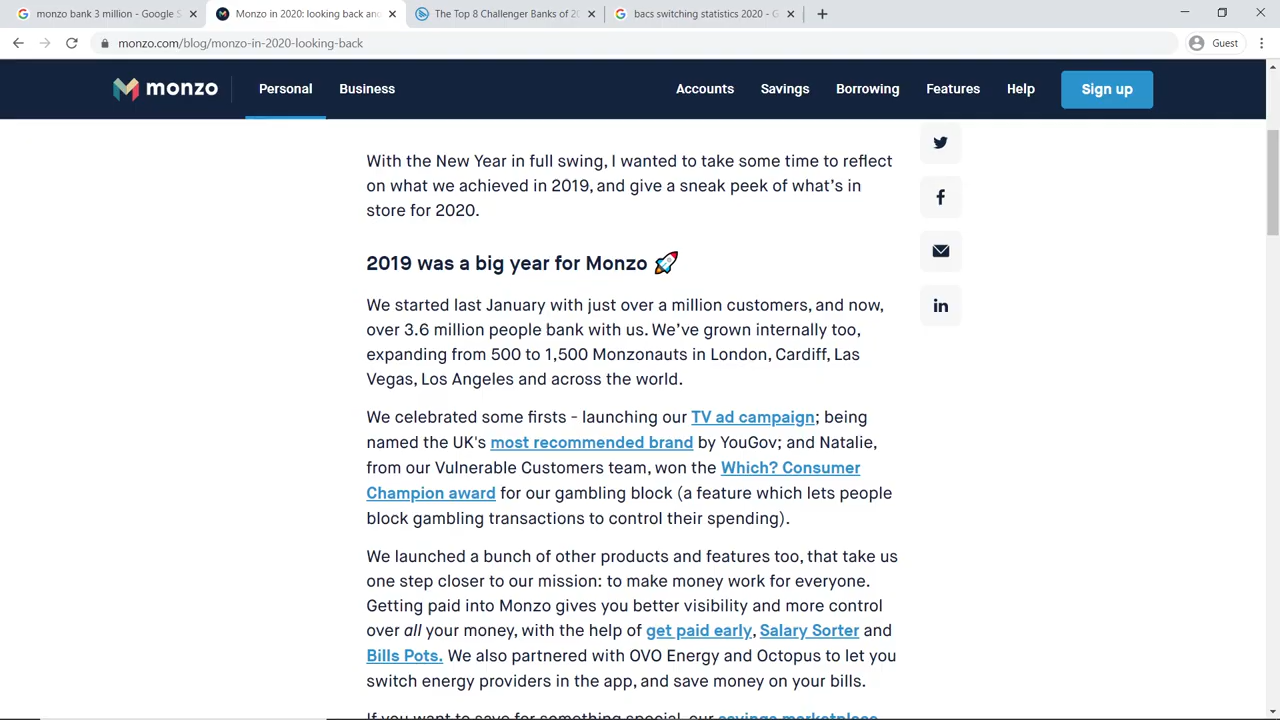 monzo bank 3 million - Google S
Monzo in 2020: looking back and
The Top 8 Challenger Banks of 20
bacs switching statistics 2020 - G
monzo.com/blog/monzo-in-2020-looking-back
Guest
monzo
Personal
Business
Accounts
Savings
Borrowing
Features
Help
Sign up
With the New Year in full swing, I wanted to take some time to reflect
on what we achieved in 2019, and give a sneak peek of what's in
store for 2020.
2019 was a big year for Monzo 🚀
We started last January with just over a million customers, and now,
over 3.6 million people bank with us. We've grown internally too,
expanding from 500 to 1,500 Monzonauts in London, Cardiff, Las
Vegas, Los Angeles and across the world.
We celebrated some firsts - launching our TV ad campaign; being
named the UK's most recommended brand by YouGov; and Natalie,
from our Vulnerable Customers team, won the Which? Consumer
Champion award for our gambling block (a feature which lets people
block gambling transactions to control their spending).
We launched a bunch of other products and features too, that take us
one step closer to our mission: to make money work for everyone.
Getting paid into Monzo gives you better visibility and more control
over all your money, with the help of get paid early, Salary Sorter and
Bills Pots. We also partnered with OVO Energy and Octopus to let you
switch energy providers in the app, and save money on your bills.
If you want to save for something special, our savings marketplace